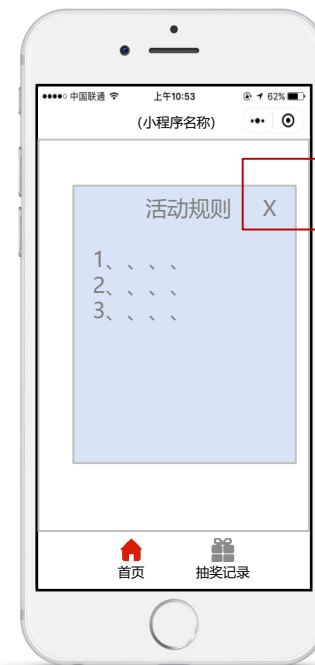 中国联通 上午10:53 62%
(小程序名称)
活动规则 X
1、、、、
2、、、、
3、、、、
首页 抽奖记录